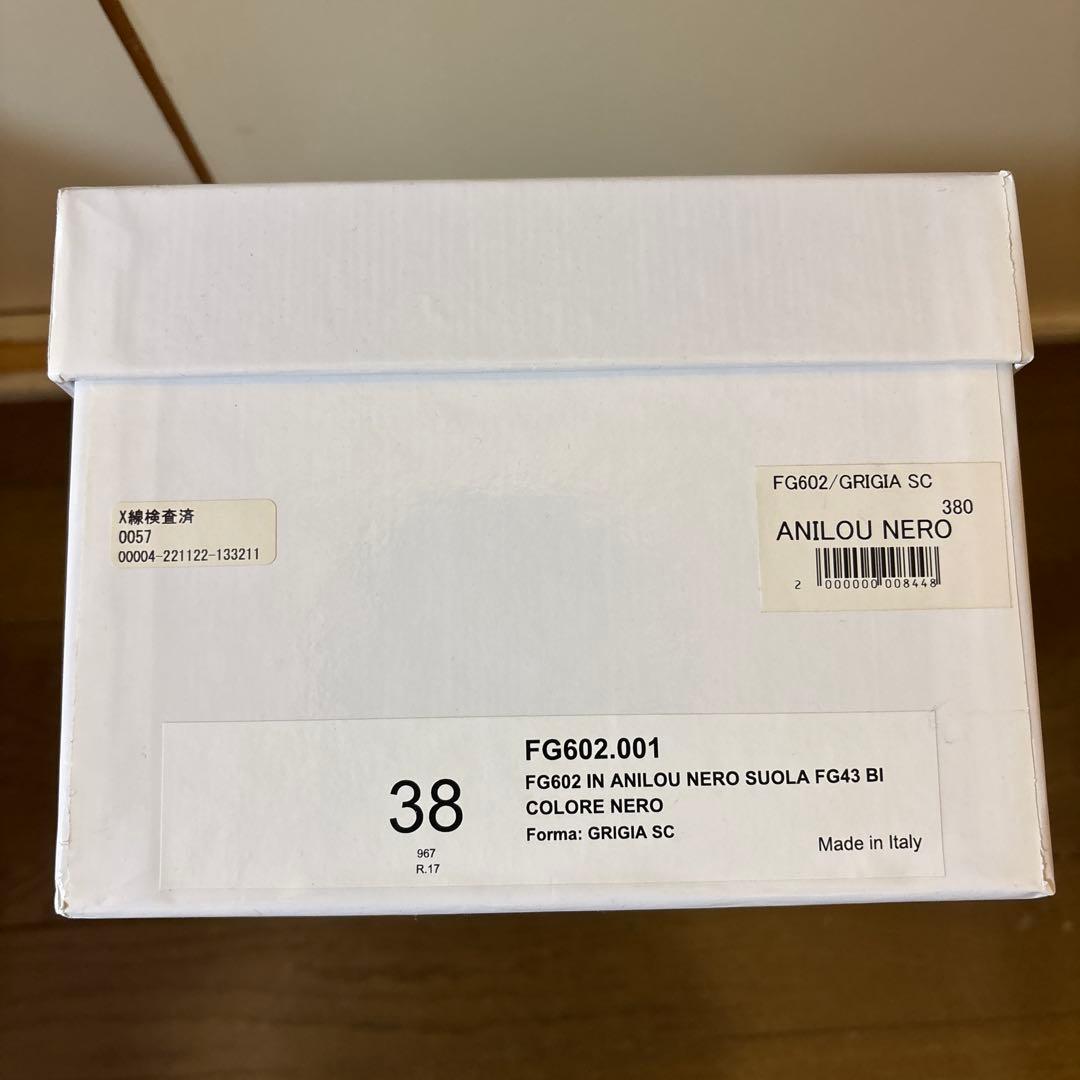 X線検査済
0057
00004-221122-133211
FG602/GRIGIA SC
380
ANILOU NERO
2 000000 008448
FG602.001
FG602 IN ANILOU NERO SUOLA FG43 BI
COLORE NERO
Forma: GRIGIA SC
38
967
R.17
Made in Italy